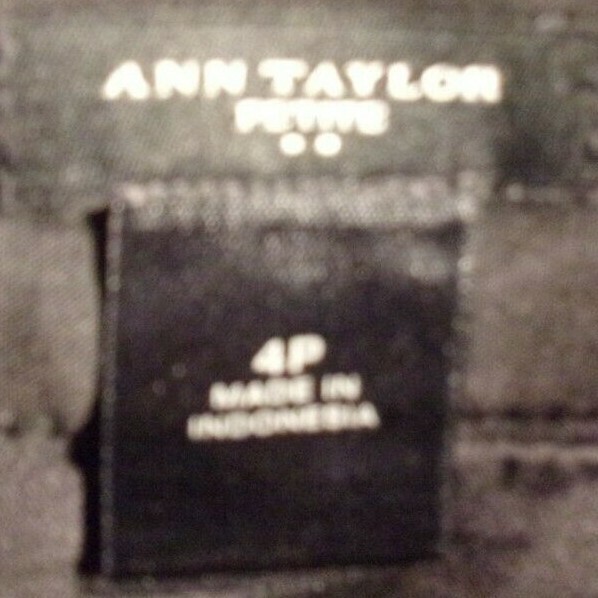 ANN TAYLOR
PETITE
4P
MADE IN
INDONESIA